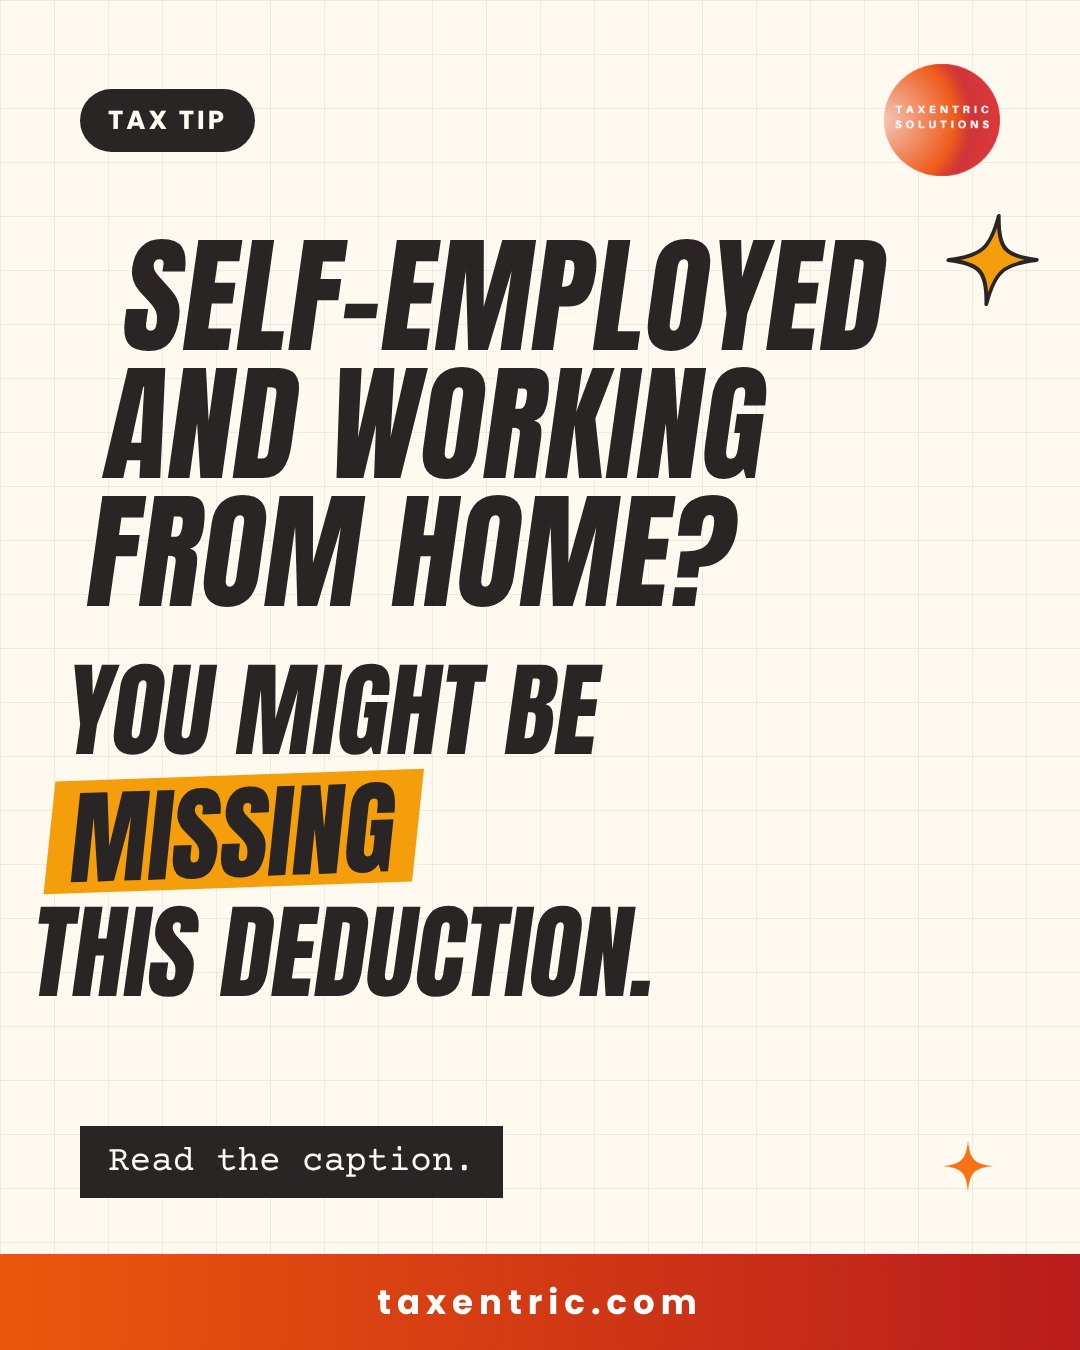 TAX TIP
TAXENTRIC
SOLUTIONS
SELF-EMPLOYED
AND WORKING
FROM HOME?
YOU MIGHT BE
MISSING
THIS DEDUCTION.
Read the caption.
taxentric.com